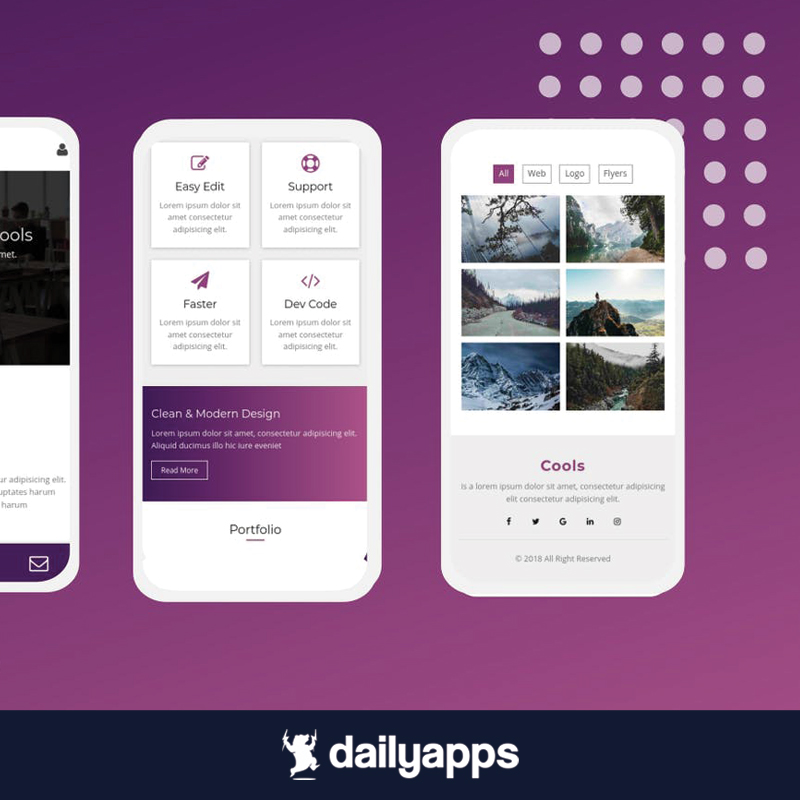 ools
met.
ur adipisicing elit.
uptates harum
harum
Easy Edit
Lorem ipsum dolor sit
amet consectetur
adipisicing elit.
Support
Lorem ipsum dolor sit
amet consectetur
adipisicing elit.
Faster
Lorem ipsum dolor sit
amet consectetur
adipisicing elit.
Dev Code
Lorem ipsum dolor sit
amet consectetur
adipisicing elit.
Clean & Modern Design
Lorem ipsum dolor sit amet, consectetur adipisicing elit.
Aliquid ducimus illo hic iure eveniet
Read More
Portfolio
All Web Logo Flyers
Cools
Is a lorem ipsum dolor sit amet, consectetur adipisicing
elit consectetur adipisicing elit.
© 2018 All Right Reserved
dailyapps